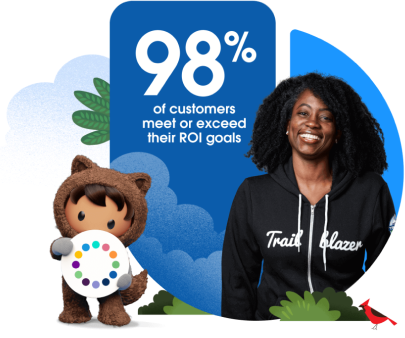 98%
of customers
meet or exceed
their ROI goals
Trail blazer